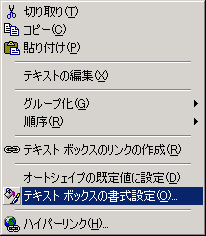 切り取り(T)
コピー(C)
貼り付け(P)
テキストの編集(X)
グループ化(G)
順序(R)
テキスト ボックスのリンクの作成(R)
オートシェイプの既定値に設定(D)
テキスト ボックスの書式設定(O)...
ハイパーリンク(H)...